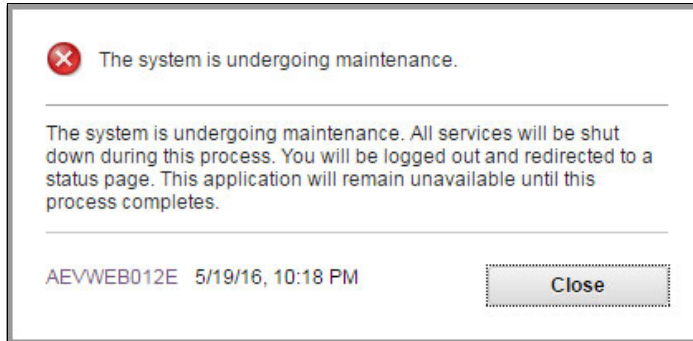 The system is undergoing maintenance.
The system is undergoing maintenance. All services will be shut
down during this process. You will be logged out and redirected to a
status page. This application will remain unavailable until this
process completes.
AEVWEB012E 5/19/16, 10:18 PM
Close